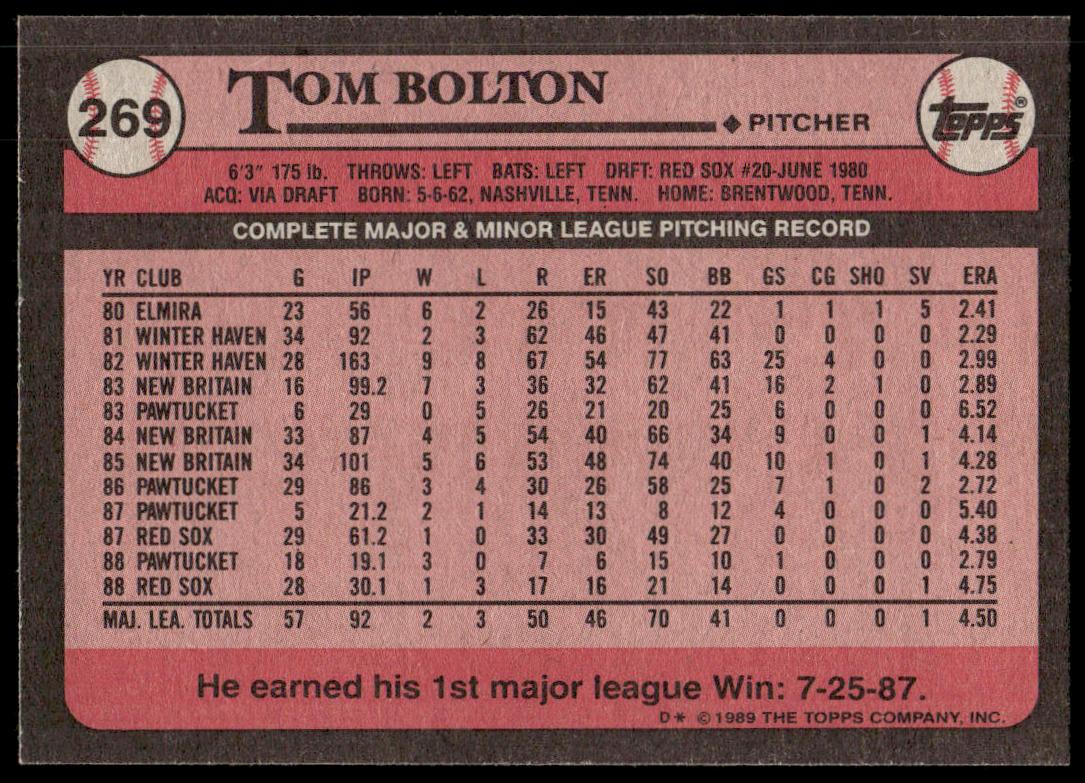 269
TOM BOLTON
◆ PITCHER
TOPPS®
6'3" 175 lb. THROWS: LEFT BATS: LEFT DRFT: RED SOX #20-JUNE 1980
ACQ: VIA DRAFT BORN: 5-6-62, NASHVILLE, TENN. HOME: BRENTWOOD, TENN.
COMPLETE MAJOR & MINOR LEAGUE PITCHING RECORD
YR CLUB G IP W L R ER SO BB GS CG SHO SV ERA
80 ELMIRA 23 56 6 2 26 15 43 22 1 1 1 5 2.41
81 WINTER HAVEN 34 92 2 3 62 46 47 41 0 0 0 0 2.29
82 WINTER HAVEN 28 163 9 8 67 54 77 63 25 4 0 0 2.99
83 NEW BRITAIN 16 99.2 7 3 36 32 62 41 16 2 1 0 2.89
83 PAWTUCKET 6 29 0 5 26 21 20 25 6 0 0 0 6.52
84 NEW BRITAIN 33 87 4 5 54 40 66 34 9 0 0 1 4.14
85 NEW BRITAIN 34 101 5 6 53 48 74 40 10 1 0 1 4.28
86 PAWTUCKET 29 86 3 4 30 26 58 25 7 1 0 2 2.72
87 PAWTUCKET 5 21.2 2 1 14 13 8 12 4 0 0 0 5.40
87 RED SOX 29 61.2 1 0 33 30 49 27 0 0 0 0 4.38
88 PAWTUCKET 18 19.1 3 0 7 6 15 10 1 0 0 0 2.79
88 RED SOX 28 30.1 1 3 17 16 21 14 0 0 0 1 4.75
MAJ. LEA. TOTALS 57 92 2 3 50 46 70 41 0 0 0 1 4.50
He earned his 1st major league Win: 7-25-87.
D* © 1989 THE TOPPS COMPANY, INC.